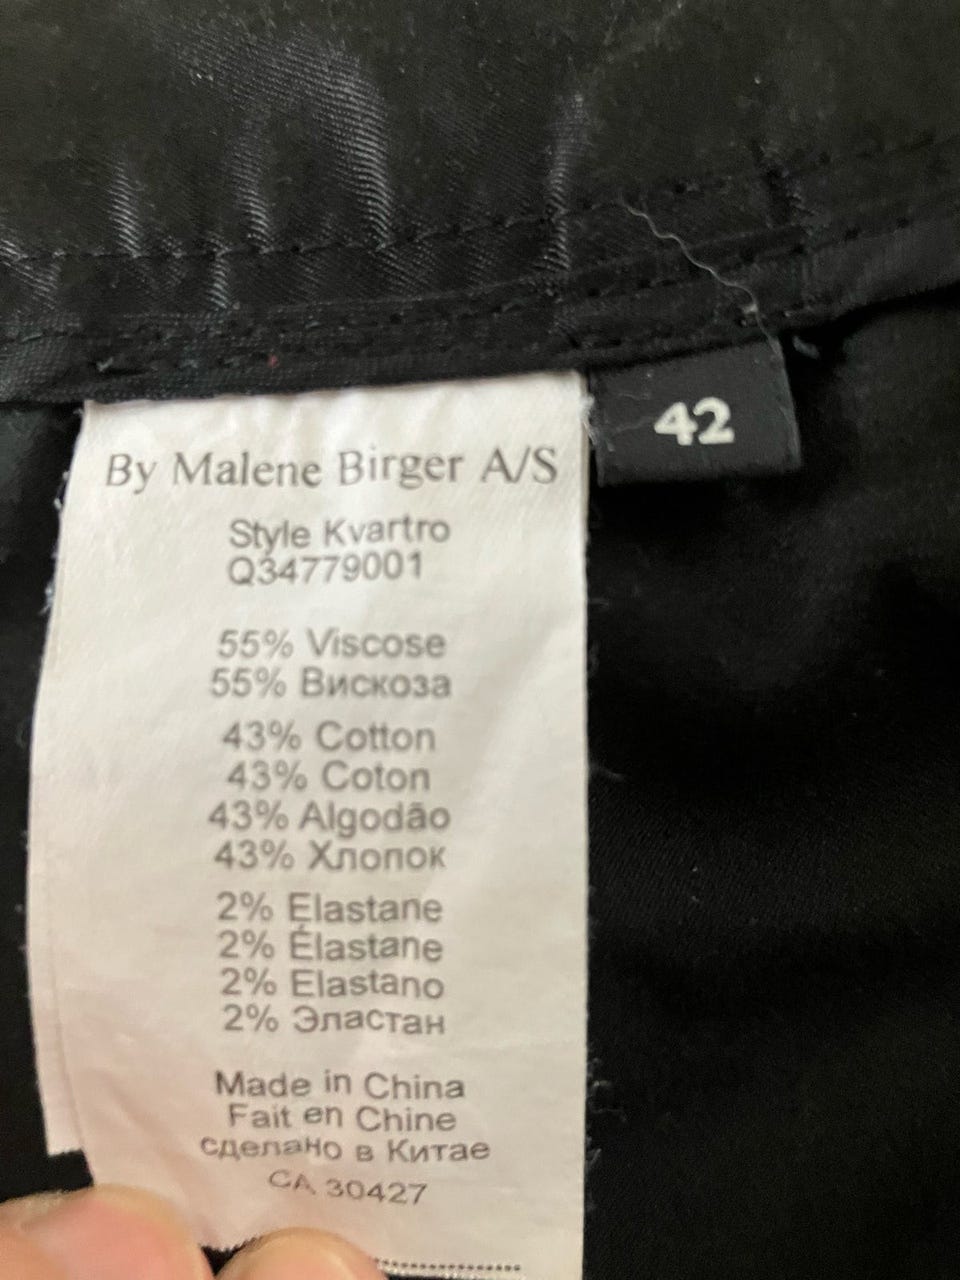 42
By Malene Birger A/S
Style Kvartro
Q34779001
55% Viscose
55% Вискоза
43% Cotton
43% Coton
43% Algodão
43% Хлопок
2% Elastane
2% Élastane
2% Elastano
2% Эластан
Made in China
Fait en Chine
сделано в Китае
CA 30427